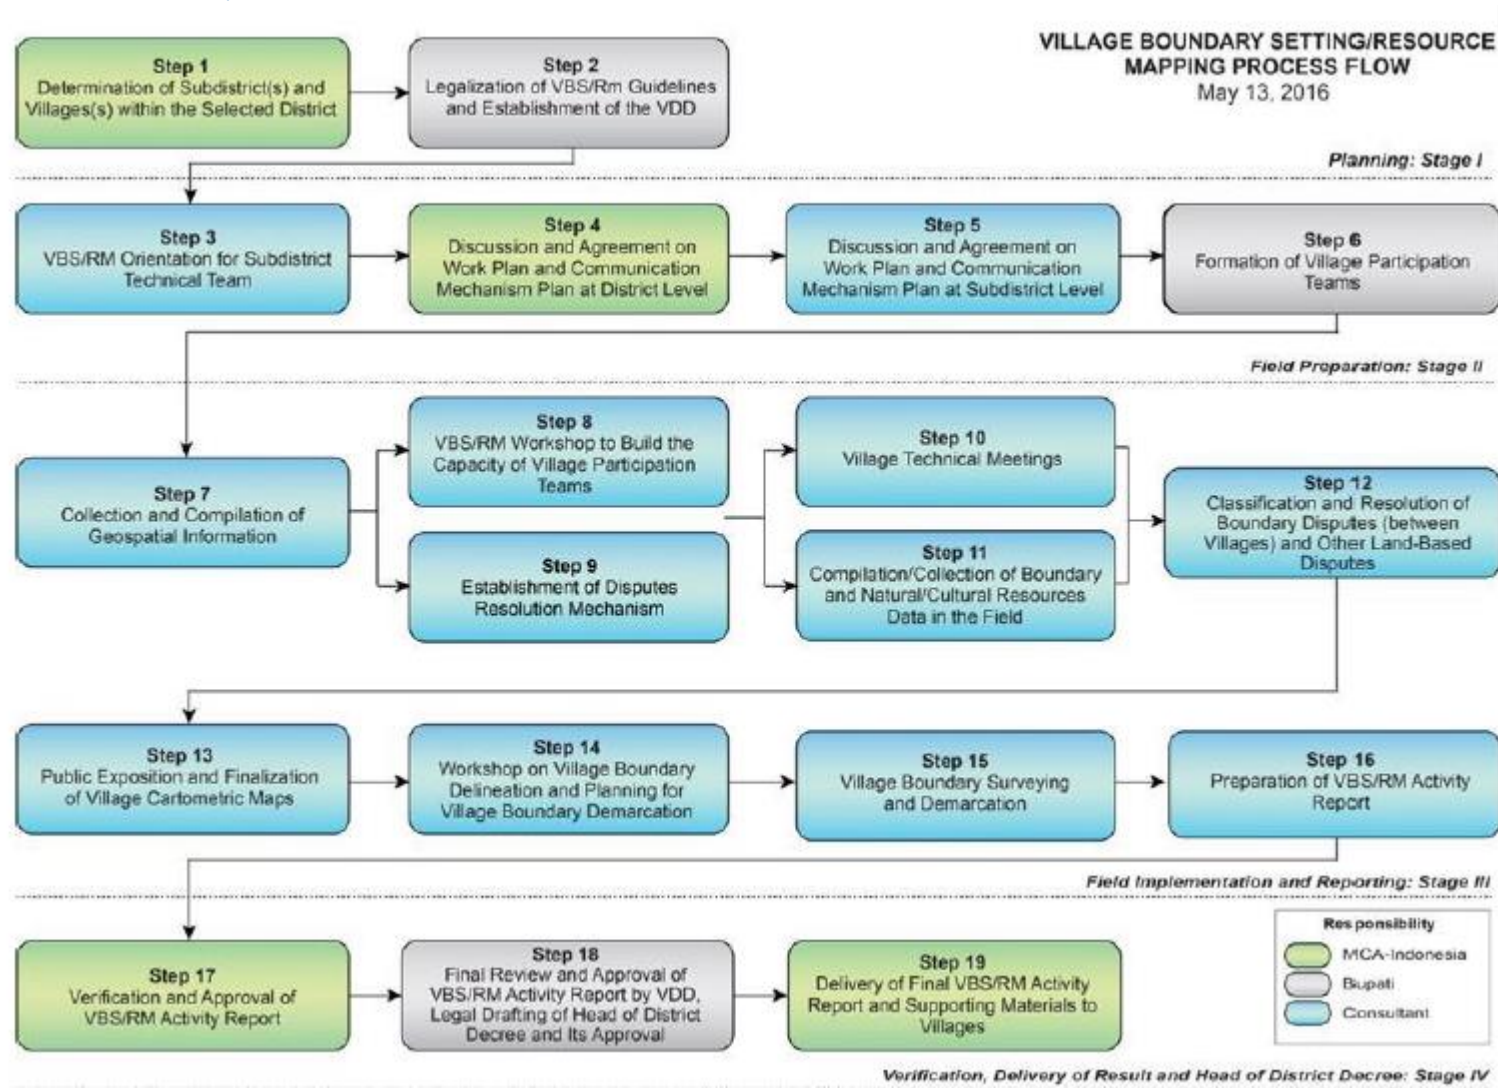 VILLAGE BOUNDARY SETTING/RESOURCE
MAPPING PROCESS FLOW
May 13, 2016
Step 1
Determination of Subdistrict(s) and
Villages(s) within the Selected District
Step 2
Legalization of VBS/Rm Guidelines
and Establishment of the VDD
Planning: Stage I
Step 3
VBS/RM Orientation for Subdistrict
Technical Team
Step 4
Discussion and Agreement on
Work Plan and Communication
Mechanism Plan at District Level
Step 5
Discussion and Agreement on
Work Plan and Communication
Mechanism Plan at Subdistrict Level
Step 6
Formation of Village Participation
Teams
Field Preparation: Stage II
Step 7
Collection and Compilation of
Geospatial Information
Step 8
VBS/RM Workshop to Build the
Capacity of Village Participation
Teams
Step 9
Establishment of Disputes
Resolution Mechanism
Step 10
Village Technical Meetings
Step 11
Compilation/Collection of Boundary
and Natural/Cultural Resources
Data in the Field
Step 12
Classification and Resolution of
Boundary Disputes (between
Villages) and Other Land-Based
Disputes
Step 13
Public Exposition and Finalization
of Village Cartometric Maps
Step 14
Workshop on Village Boundary
Delineation and Planning for
Village Boundary Demarcation
Step 15
Village Boundary Surveying
and Demarcation
Step 16
Preparation of VBS/RM Activity
Report
Field Implementation and Reporting: Stage III
Step 17
Verification and Approval of
VBS/RM Activity Report
Step 18
Final Review and Approval of
VBS/RM Activity Report by VDD,
Legal Drafting of Head of District
Decree and Its Approval
Step 19
Delivery of Final VBS/RM Activity
Report and Supporting Materials to
Villages
Responsibility
MCA-Indonesia
Bupati
Consultant
Verification, Delivery of Result and Head of District Decree: Stage IV